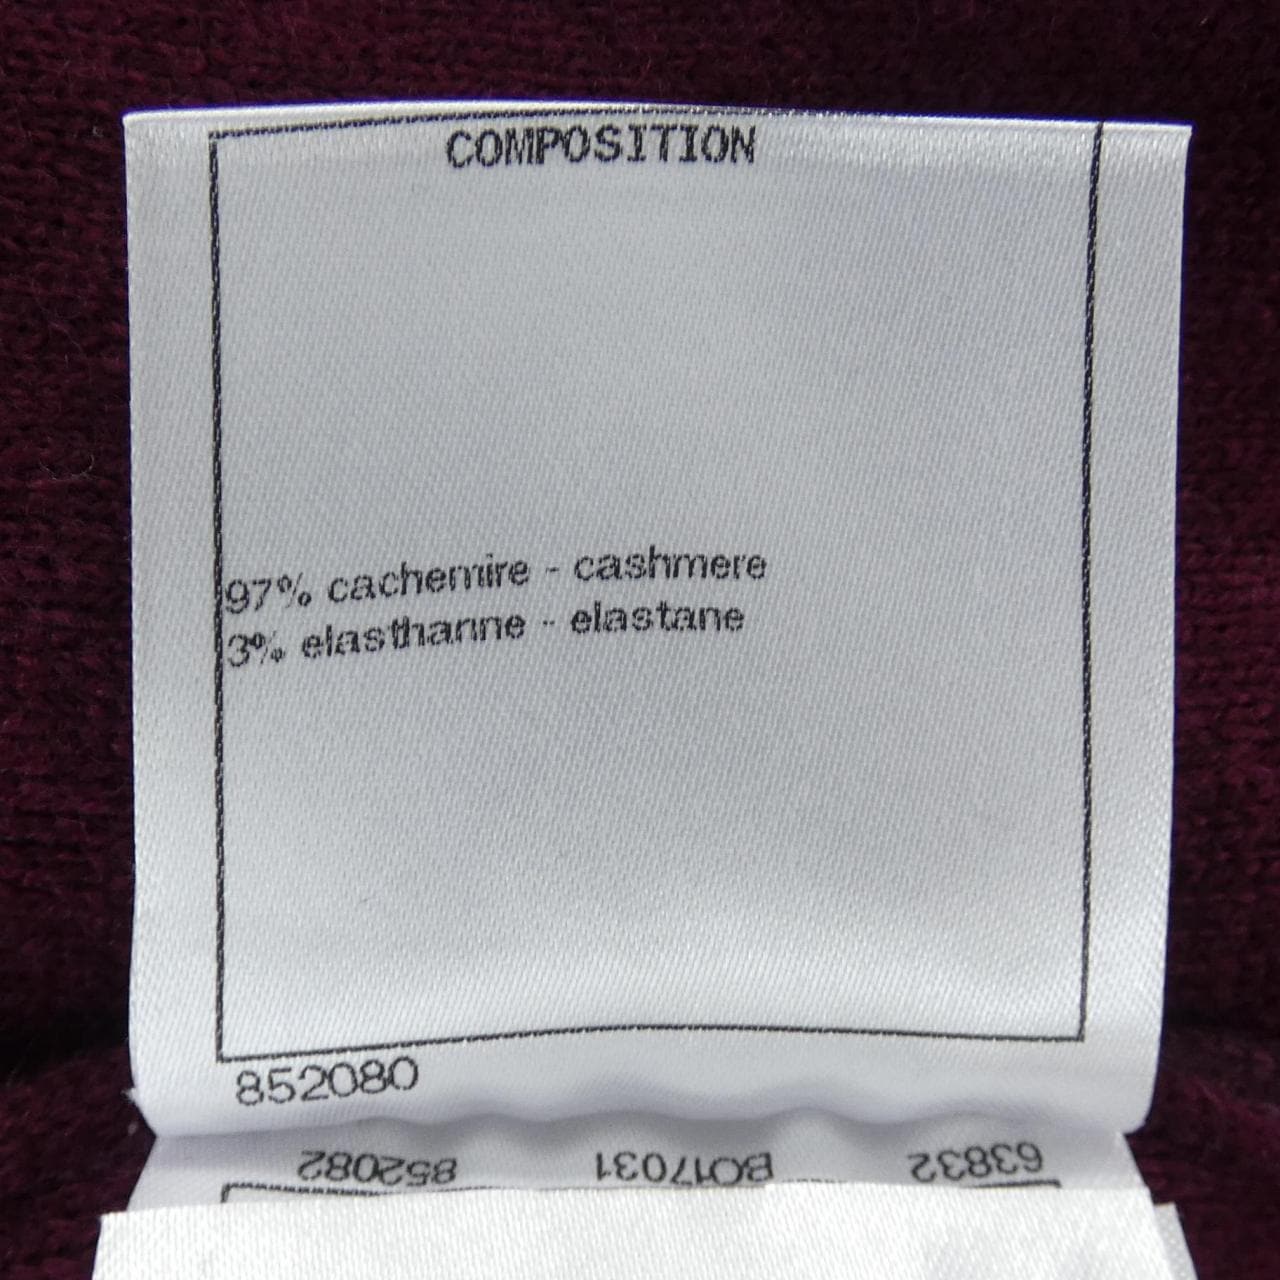 COMPOSITION
97% cachemire - cashmere
3% elasthanne - elastane
852080
63832 BO17031 852082